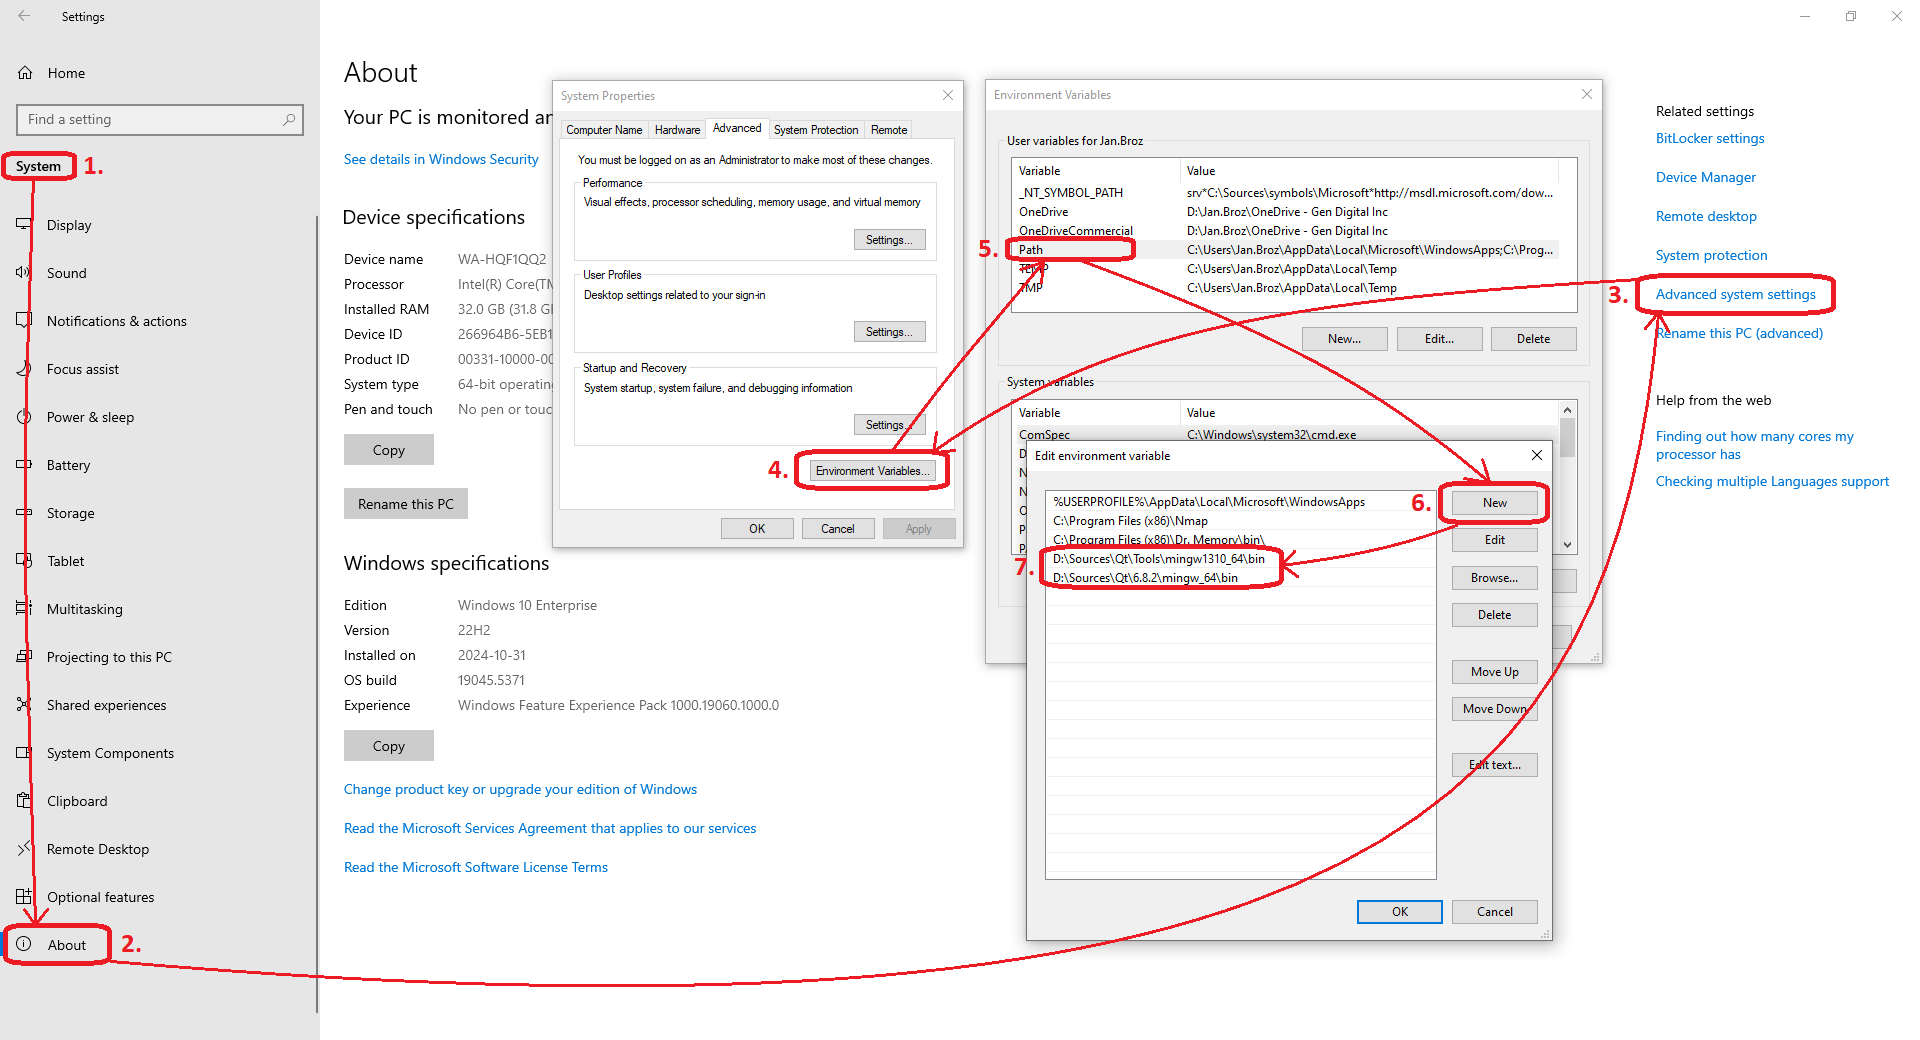 Settings
Home
Find a setting
System
1.
Display
Sound
Notifications & actions
Focus assist
Power & sleep
Battery
Storage
Tablet
Multitasking
Projecting to this PC
Shared experiences
System Components
Clipboard
Remote Desktop
Optional features
About
2.
About
Your PC is monitored an
See details in Windows Security
Device specifications
Device name WA-HQF1QQ2
Processor Intel(R) Core(TM
Installed RAM 32.0 GB (31.8 GB
Device ID 266964B6-5EB1
Product ID 00331-10000-00
System type 64-bit operating
Pen and touch No pen or touc
Copy
Rename this PC
Windows specifications
Edition Windows 10 Enterprise
Version 22H2
Installed on 2024-10-31
OS build 19045.5371
Experience Windows Feature Experience Pack 1000.19060.1000.0
Copy
Change product key or upgrade your edition of Windows
Read the Microsoft Services Agreement that applies to our services
Read the Microsoft Software License Terms
System Properties
Computer Name Hardware Advanced System Protection Remote
You must be logged on as an Administrator to make most of these changes.
Performance
Visual effects, processor scheduling, memory usage, and virtual memory
Settings...
User Profiles
Desktop settings related to your sign-in
Settings...
Startup and Recovery
System startup, system failure, and debugging information
Settings...
4. Environment Variables...
OK Cancel Apply
Environment Variables
User variables for Jan.Broz
Variable Value
_NT_SYMBOL_PATH srv*C:\Sources\symbols\Microsoft*http://msdl.microsoft.com/dow...
OneDrive D:\Jan.Broz\OneDrive - Gen Digital Inc
OneDriveCommercial D:\Jan.Broz\OneDrive - Gen Digital Inc
5. Path C:\Users\Jan.Broz\AppData\Local\Microsoft\WindowsApps;C:\Prog...
TEMP C:\Users\Jan.Broz\AppData\Local\Temp
TMP C:\Users\Jan.Broz\AppData\Local\Temp
New... Edit... Delete
System variables
Variable Value
ComSpec C:\Windows\system32\cmd.exe
D
N
N
O
P
PA
Edit environment variable
%USERPROFILE%\AppData\Local\Microsoft\WindowsApps
C:\Program Files (x86)\Nmap
C:\Program Files (x86)\Dr. Memory\bin\
7. D:\Sources\Qt\Tools\mingw1310_64\bin
D:\Sources\Qt\6.8.2\mingw_64\bin
6. New
Edit
Browse...
Delete
Move Up
Move Down
Edit text...
OK Cancel
Related settings
BitLocker settings
Device Manager
Remote desktop
System protection
3. Advanced system settings
Rename this PC (advanced)
Help from the web
Finding out how many cores my
processor has
Checking multiple Languages support